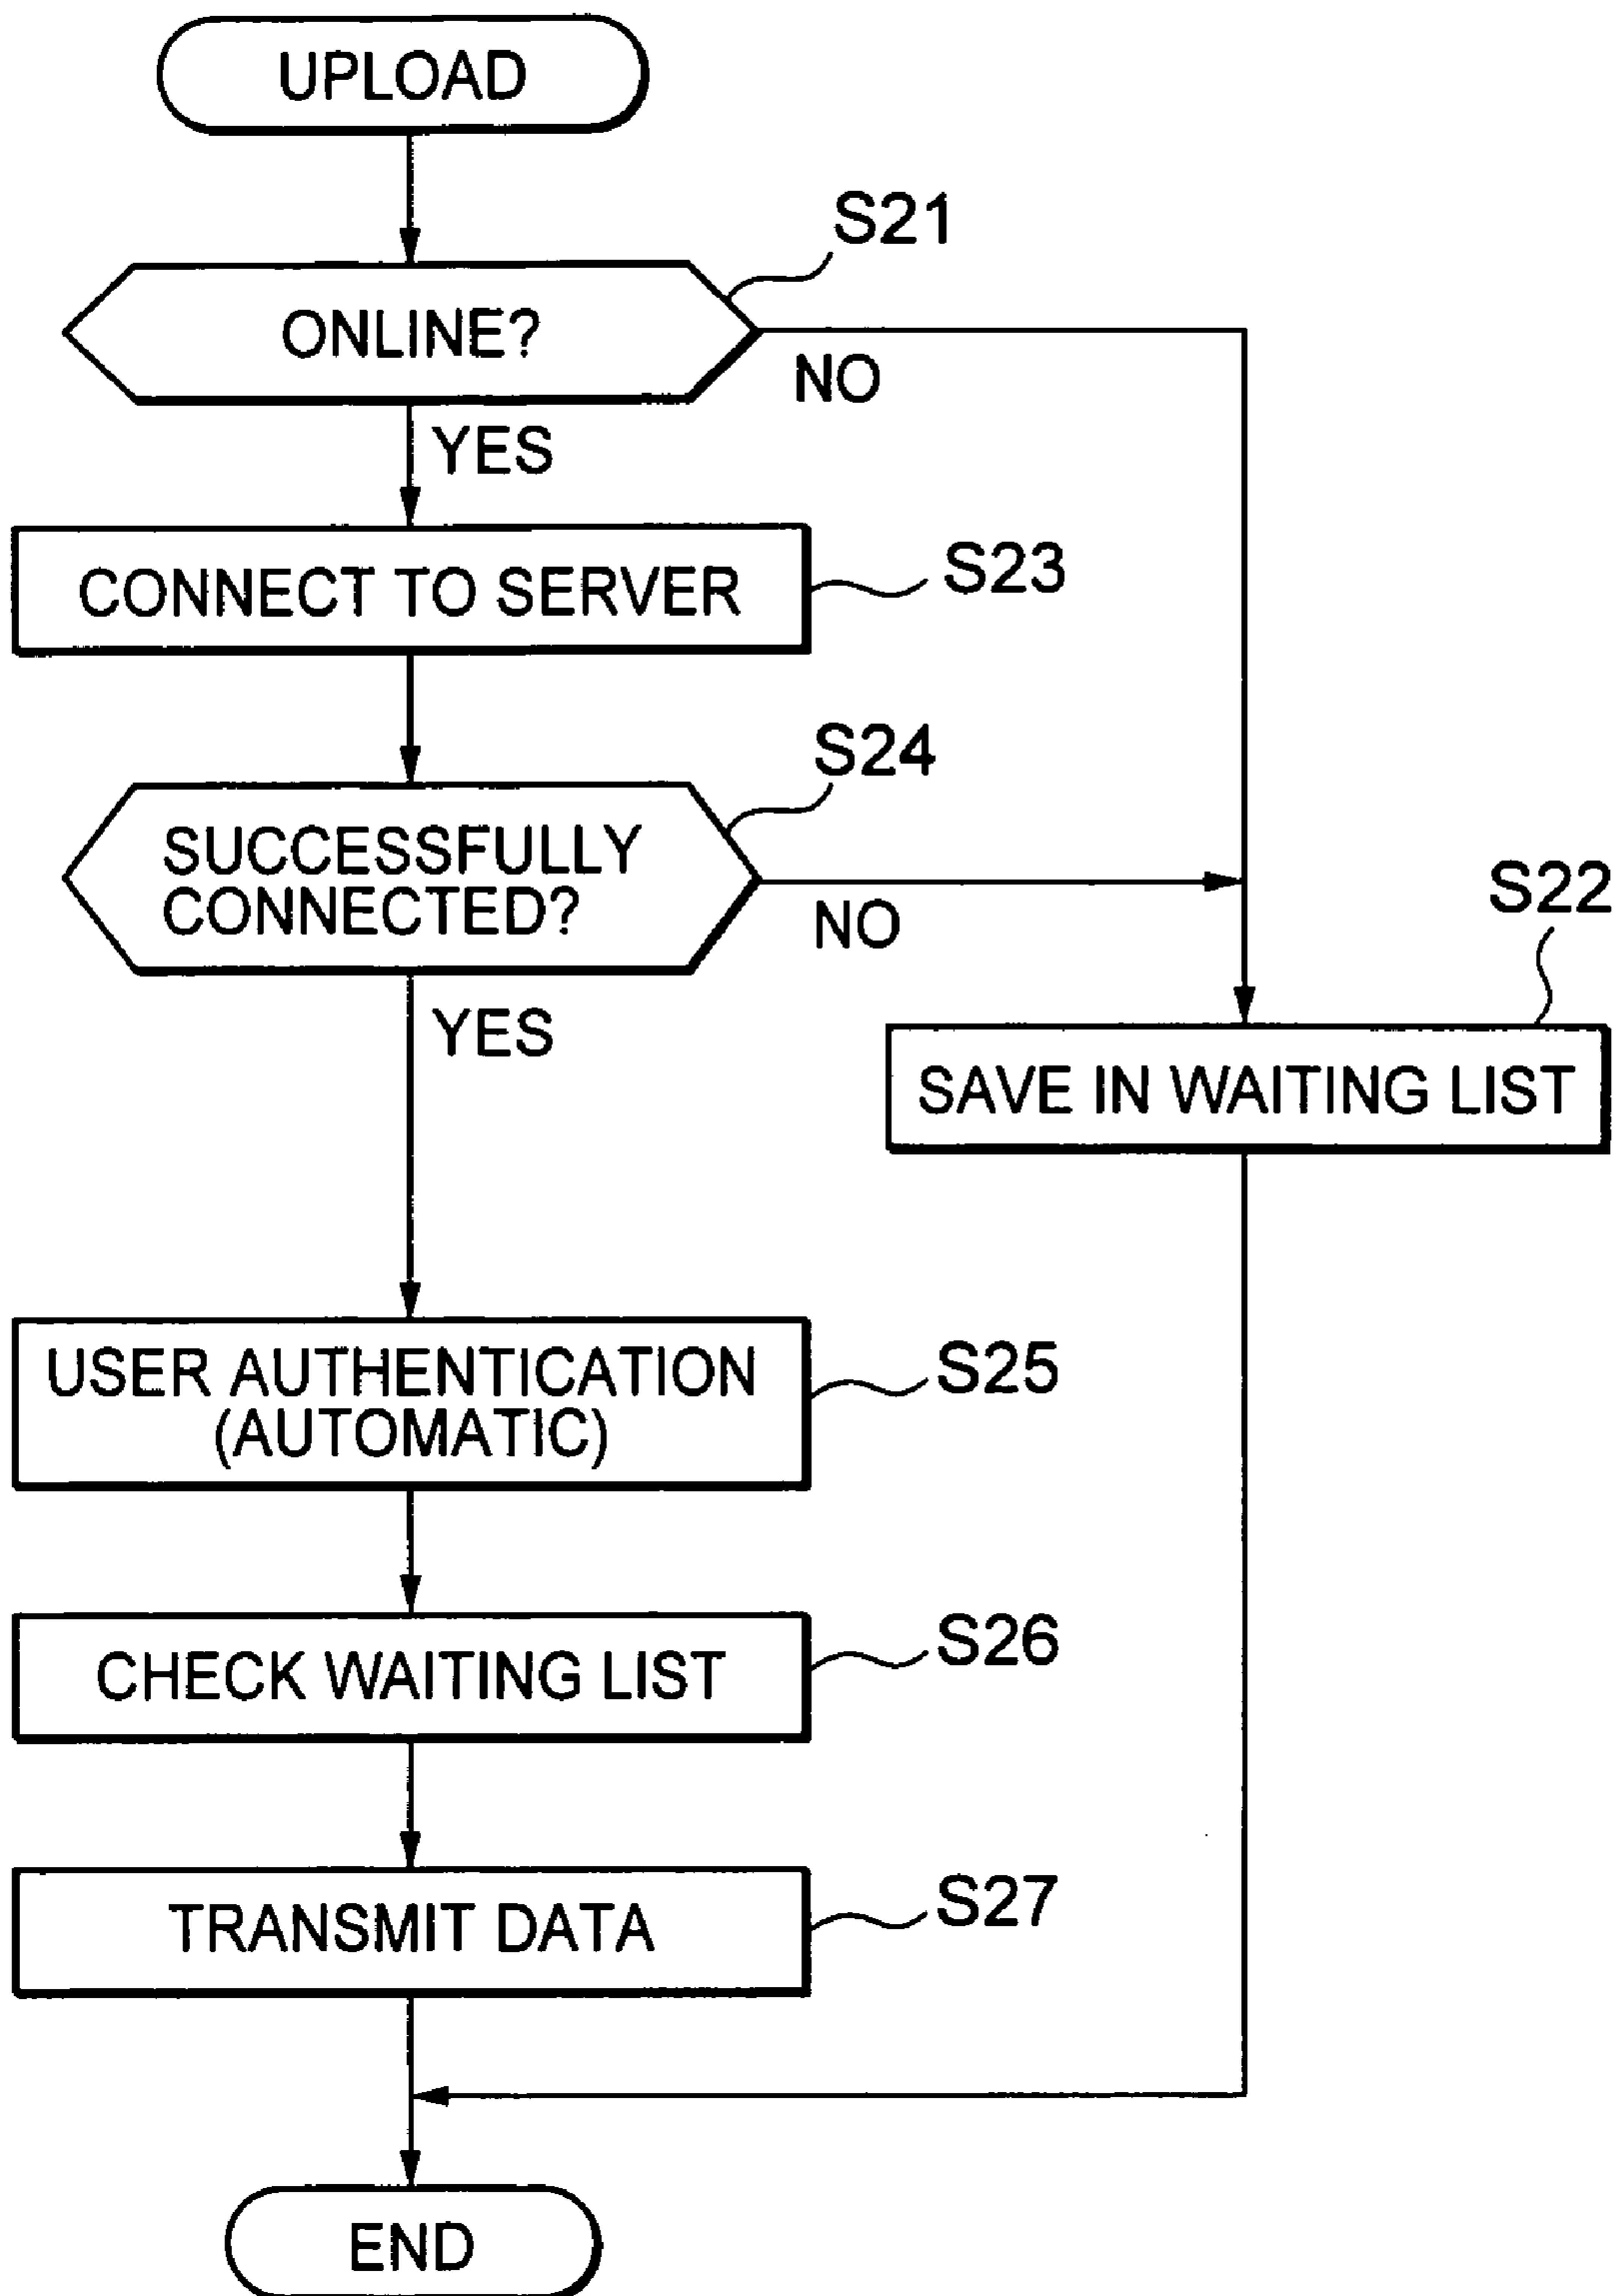 UPLOAD
S21
ONLINE?
NO
YES
CONNECT TO SERVER
S23
S24
SUCCESSFULLY
CONNECTED?
NO
S22
YES
SAVE IN WAITING LIST
USER AUTHENTICATION
(AUTOMATIC)
S25
CHECK WAITING LIST
S26
TRANSMIT DATA
S27
END